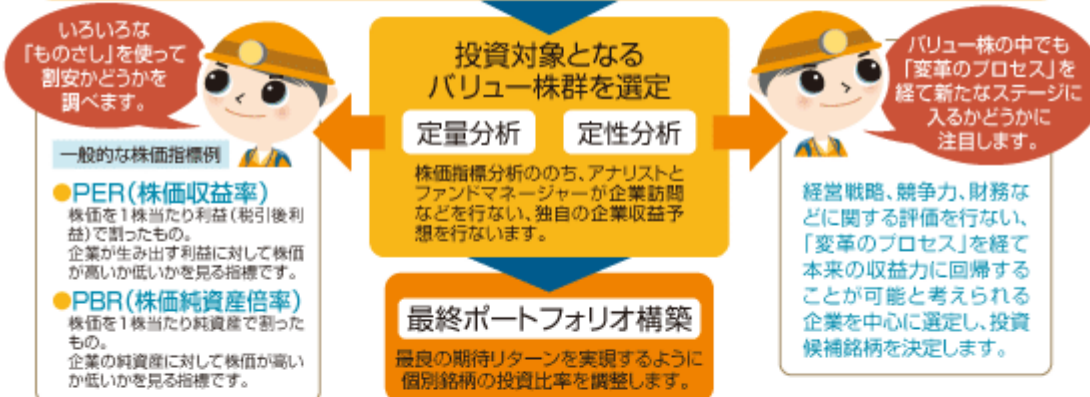 いろいろな
「ものさし」を使って
割安かどうかを
調べます。
一般的な株価指標例
●PER(株価収益率)
株価を1株当たり利益(税引後利
益)で割ったもの。
企業が生み出す利益に対して株価
が高いか低いかを見る指標です。
●PBR(株価純資産倍率)
株価を1株当たり純資産で割った
もの。
企業の純資産に対して株価が高い
か低いかを見る指標です。
投資対象となる
バリュー株群を選定
定量分析
定性分析
株価指標分析ののち、アナリストと
ファンドマネージャーが企業訪問
などを行ない、独自の企業収益予
想を行ないます。
最終ポートフォリオ構築
最良の期待リターンを実現するように
個別銘柄の投資比率を調整します。
バリュー株の中でも
「変革のプロセス」を
経て新たなステージに
入るかどうかに
注目します。
経営戦略、競争力、財務な
どに関する評価を行ない、
「変革のプロセス」を経て
本来の収益力に回帰する
ことが可能と考えられる
企業を中心に選定し、投資
候補銘柄を決定します。